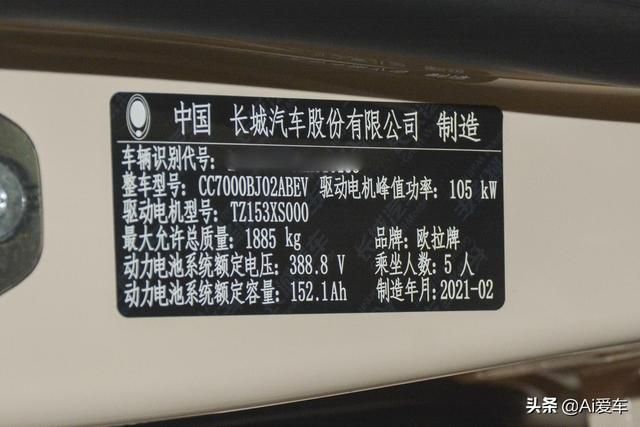 中国 长城汽车股份有限公司 制造
车辆识别代号:
整车型号: CC7000BJ02ABEV 驱动电机峰值功率: 105 kW
驱动电机型号: TZ153XS000
最大允许总质量: 1885 kg 品牌: 欧拉牌
动力电池系统额定电压: 388.8 V 乘坐人数: 5 人
动力电池系统额定容量: 152.1Ah 制造年月: 2021-02
头条 @Ai爱车